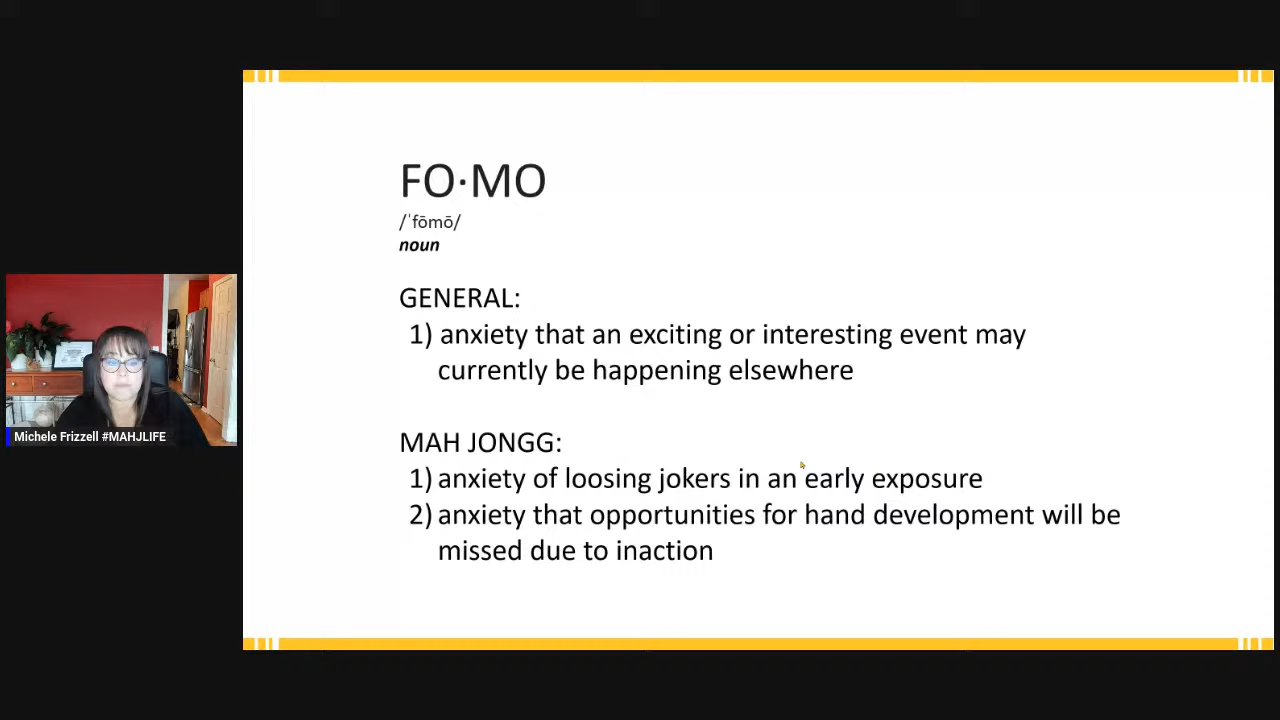 FO·MO
/ˈfōmō/
noun
GENERAL:
1) anxiety that an exciting or interesting event may
currently be happening elsewhere
MAH JONGG:
1) anxiety of loosing jokers in an early exposure
2) anxiety that opportunities for hand development will be
missed due to inaction
Michele Frizzell #MAHJLIFE